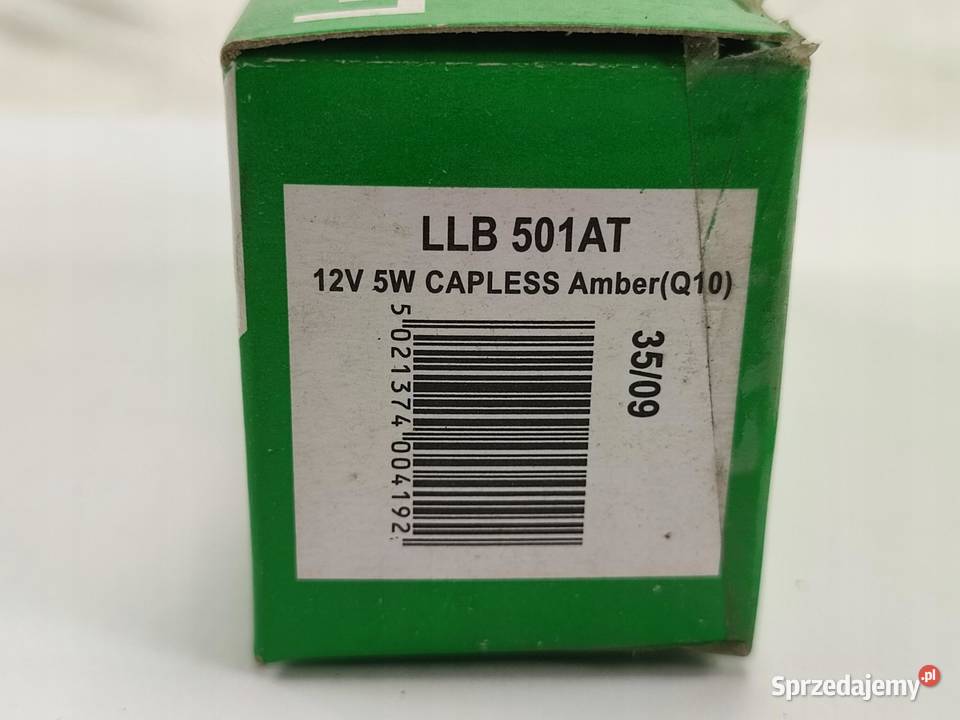 LLB 501AT
12V 5W CAPLESS Amber(Q10)
5 021374 004192
35/09
Sprzedajemy.pl